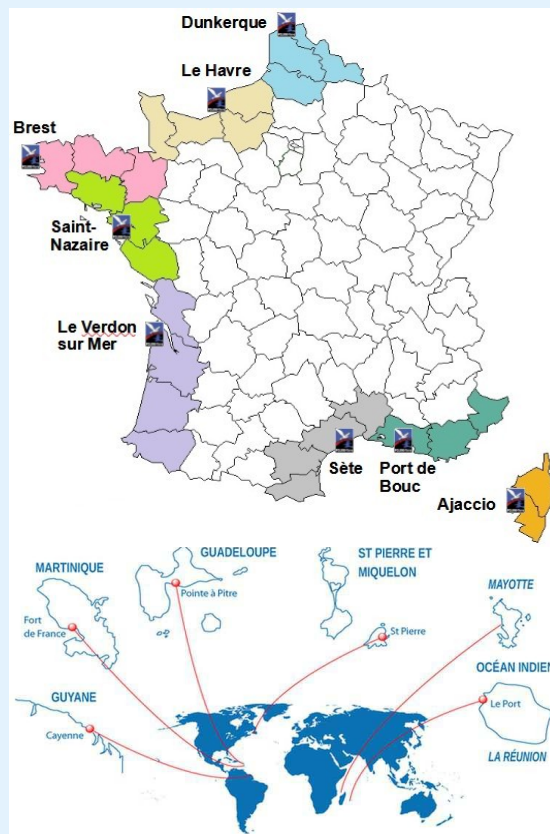 Dunkerque
Le Havre
Brest
Saint-
Nazaire
Le Verdon
sur Mer
Sète
Port de
Bouc
Ajaccio
MARTINIQUE
GUADELOUPE
ST PIERRE ET
MIQUELON
MAYOTTE
Fort
de France
Pointe à Pitre
St Pierre
GUYANE
Cayenne
OCÉAN INDIEN
Le Port
LA RÉUNION